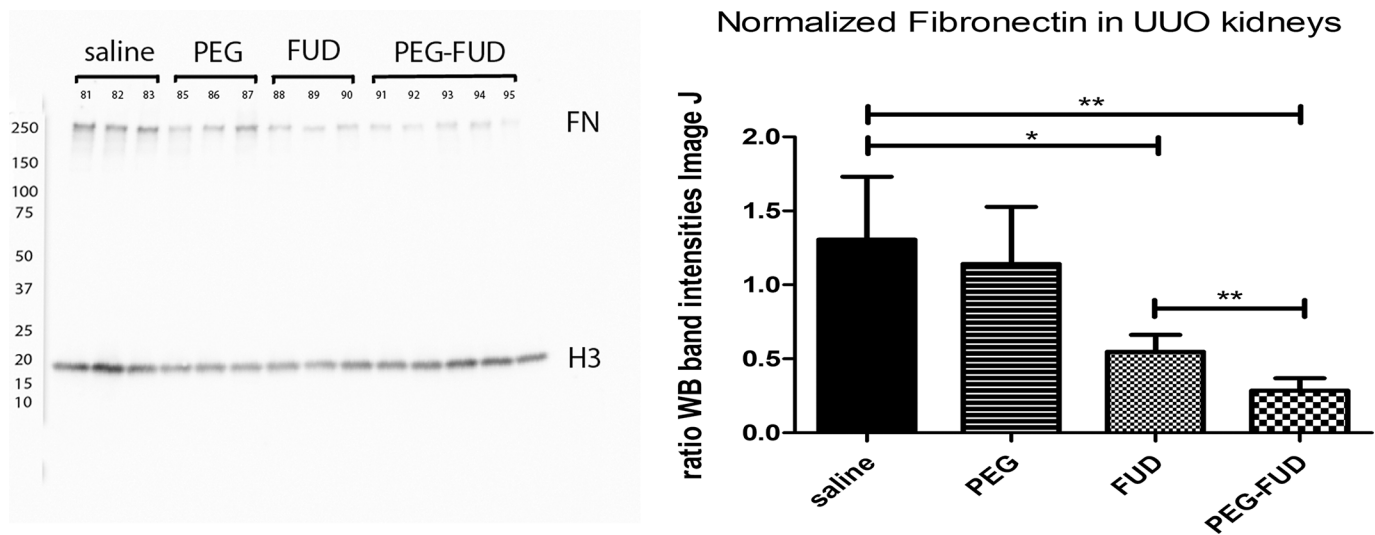 saline PEG FUD PEG-FUD
81 82 83 85 86 87 88 89 90 91 92 93 94 95
250 FN
150
100
75
50
37
25
20 H3
15
10
Normalized Fibronectin in UUO kidneys
ratio WB band intensities Image J
**
*
**
2.0
1.5
1.0
0.5
0.0
saline PEG FUD PEG-FUD